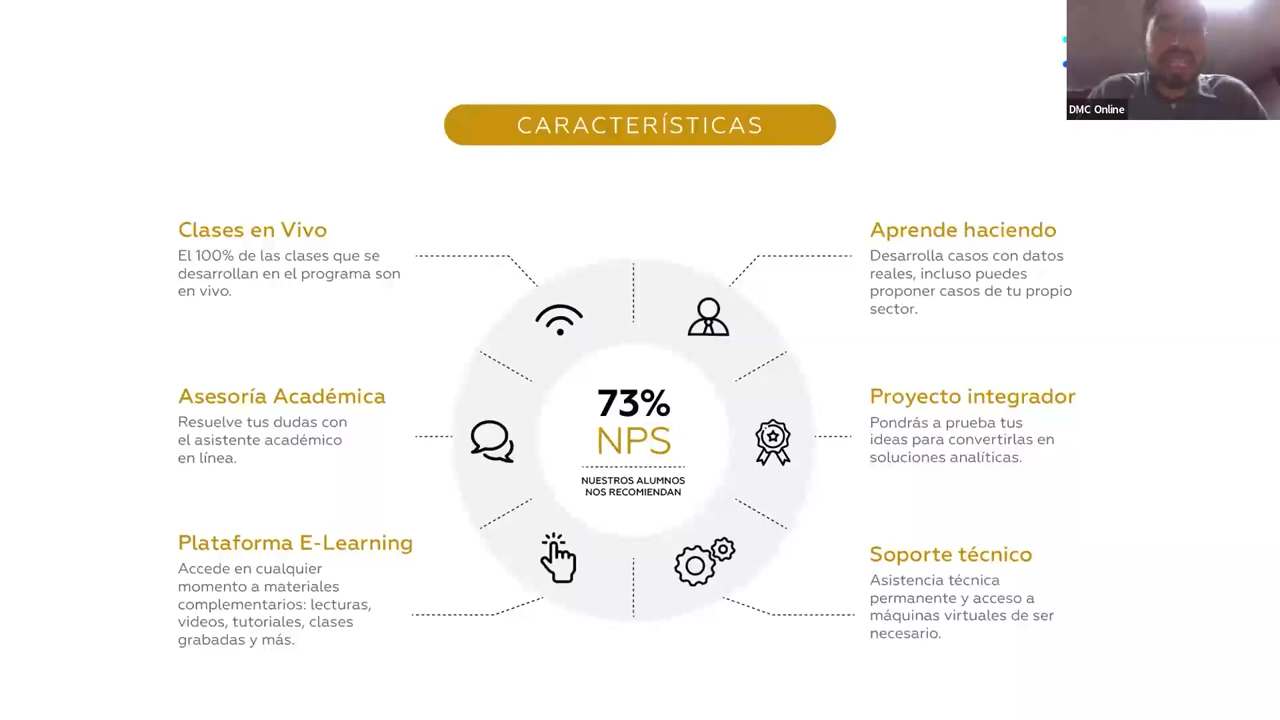 DMC Online
CARACTERÍSTICAS
Clases en Vivo
El 100% de las clases que se
desarrollan en el programa son
en vivo.
Asesoría Académica
Resuelve tus dudas con
el asistente académico
en línea.
Plataforma E-Learning
Accede en cualquier
momento a materiales
complementarios: lecturas,
videos, tutoriales, clases
grabadas y más.
73%
NPS
NUESTROS ALUMNOS
NOS RECOMIENDAN
Aprende haciendo
Desarrolla casos con datos
reales, incluso puedes
proponer casos de tu propio
sector.
Proyecto integrador
Pondrás a prueba tus
ideas para convertirlas en
soluciones analíticas.
Soporte técnico
Asistencia técnica
permanente y acceso a
máquinas virtuales de ser
necesario.